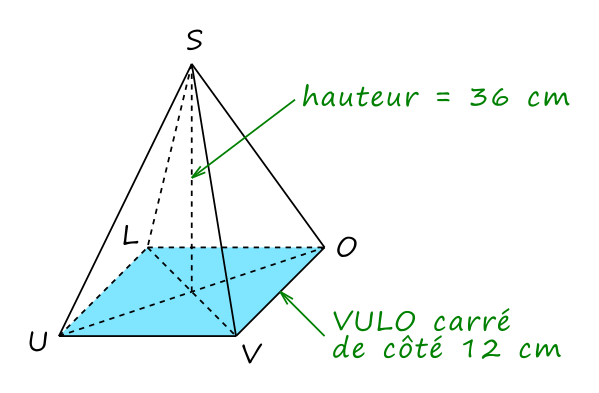 S
hauteur = 36 cm
L
O
VULO carré
U
V
de côté 12 cm